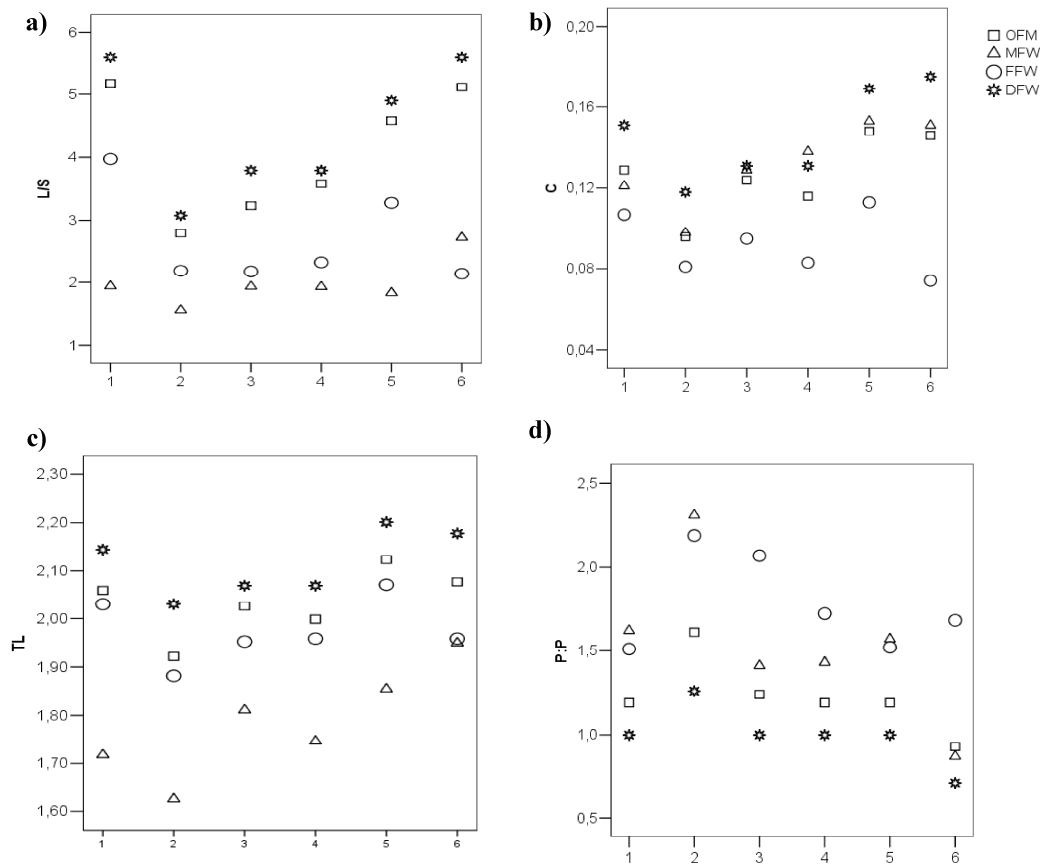 a)
L/S
6
5
4
3
2
1
1 2 3 4 5 6
b)
C
0,20
0,16
0,12
0,08
0,04
1 2 3 4 5 6
OFM
MFW
FFW
DFW
c)
TL
2,30
2,20
2,10
2,00
1,90
1,80
1,70
1,60
1 2 3 4 5 6
d)
P:P
2,5
2,0
1,5
1,0
0,5
1 2 3 4 5 6